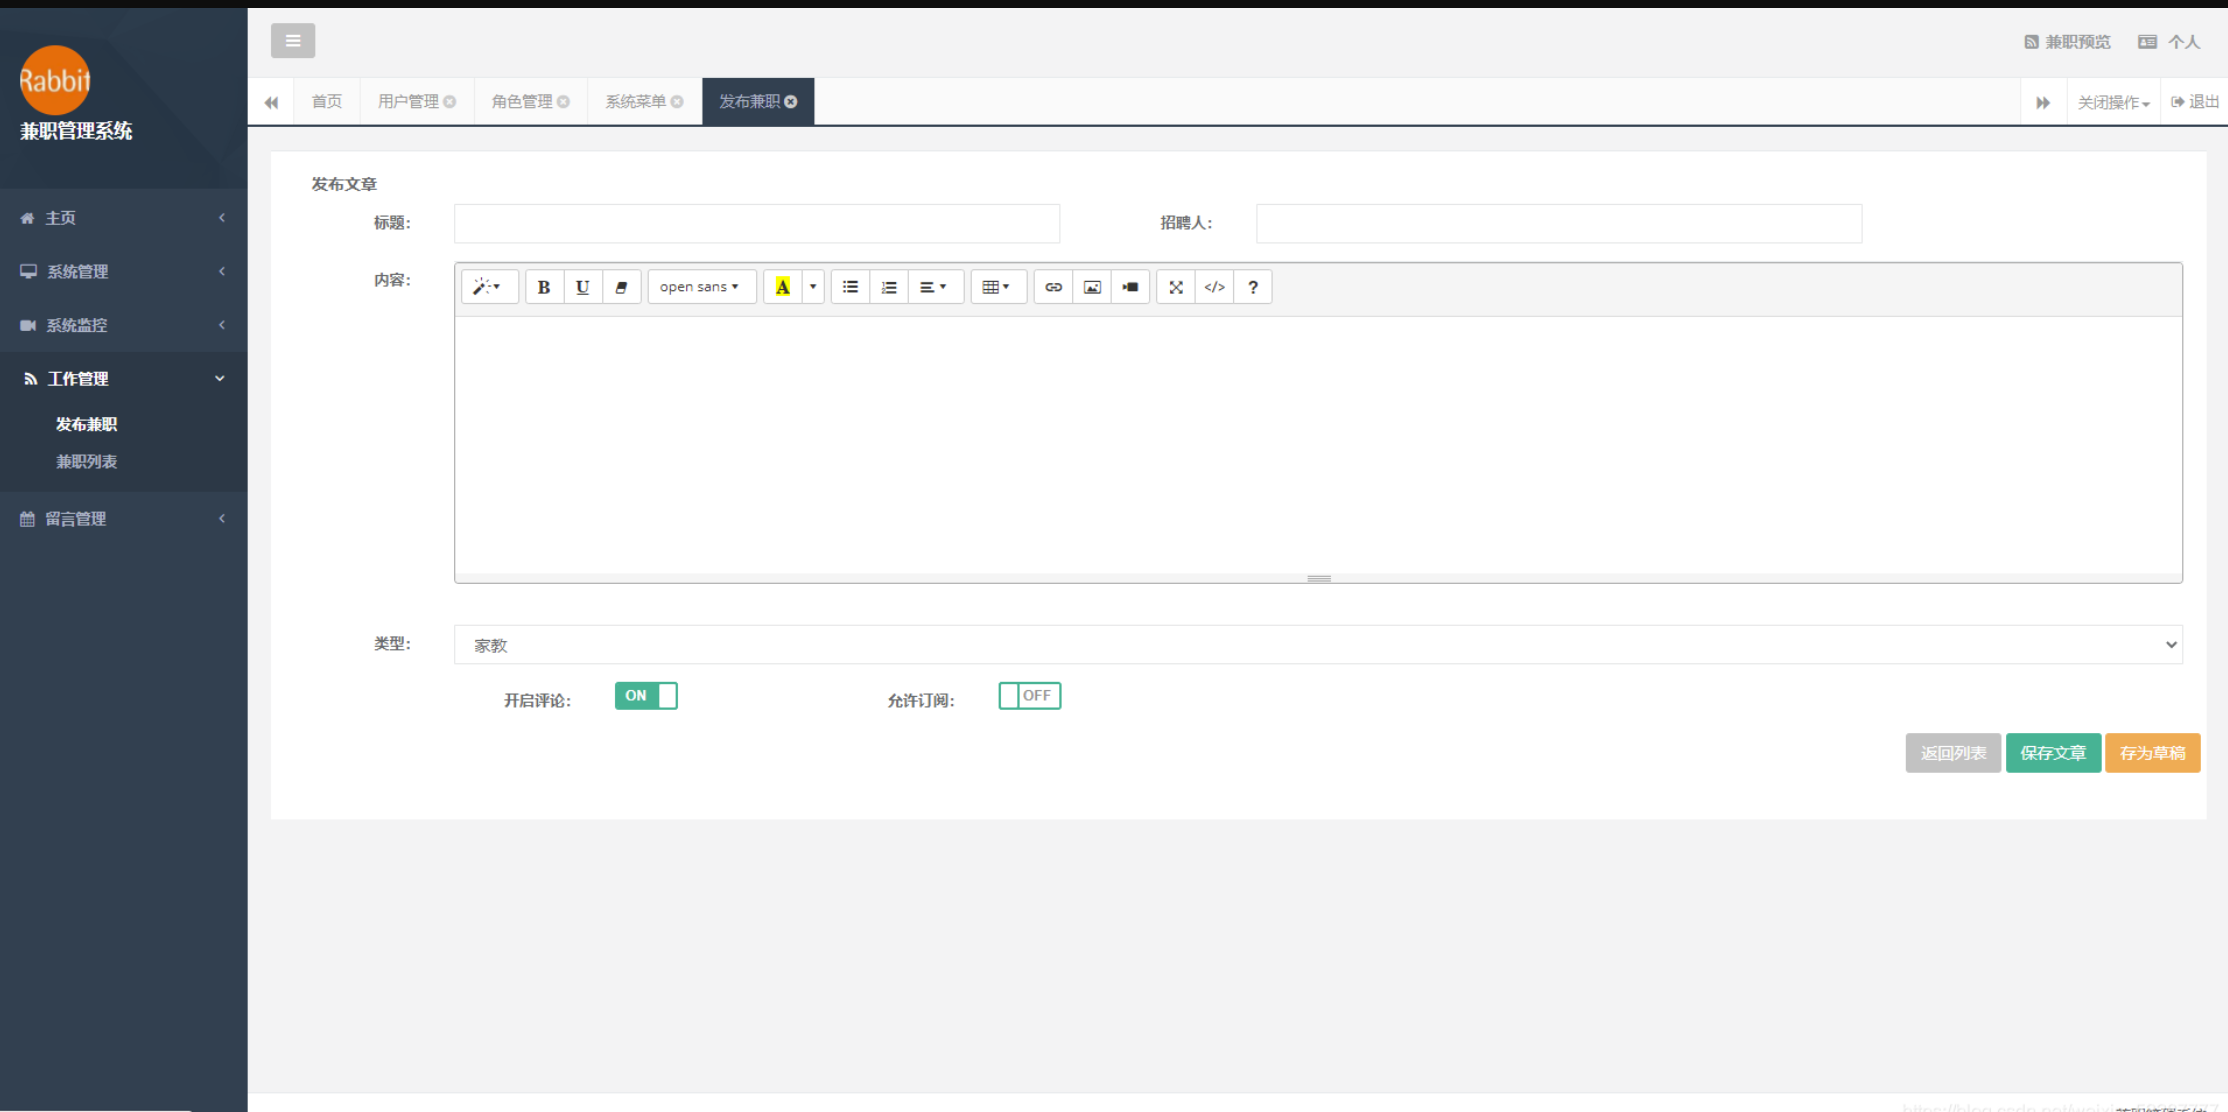 Rabbit
兼职管理系统
主页
系统管理
系统监控
工作管理
发布兼职
兼职列表
留言管理
兼职预览 个人
首页 用户管理 角色管理 系统菜单 发布兼职 关闭操作 退出
发布文章
标题： 招聘人：
内容： B U open sans A </> ?
类型： 家教
开启评论： ON 允许订阅： OFF
返回列表 保存文章 存为草稿